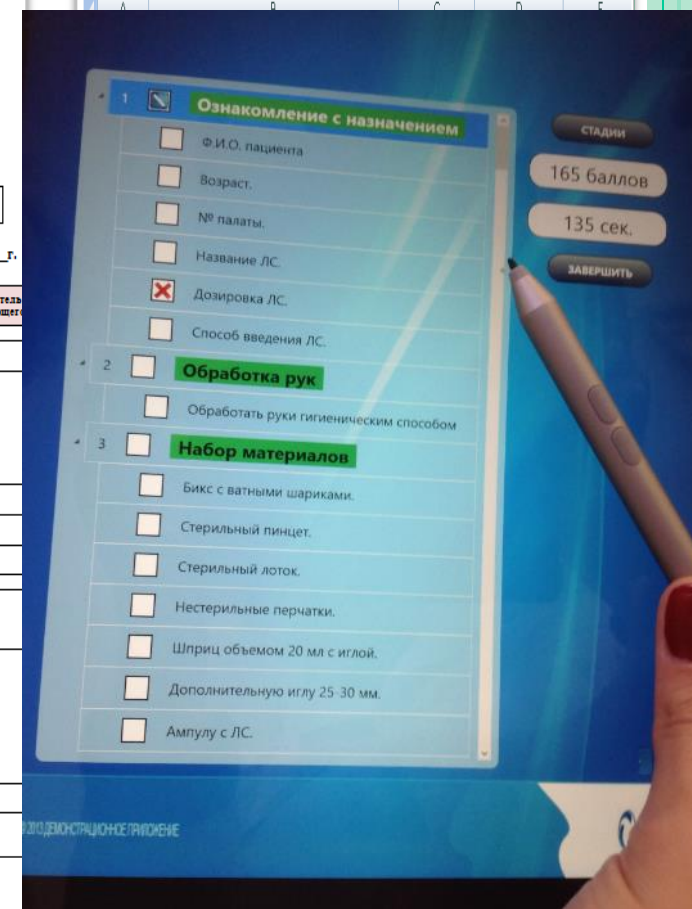 A B C D E
г.
1 Ознакомление с назначением
Ф.И.О. пациента
Возраст.
№ палаты.
Название ЛС.
Дозировка ЛС.
Способ введения ЛС.
2 Обработка рук
Обработать руки гигиеническим способом
3 Набор материалов
Бикс с ватными шариками.
Стерильный пинцет.
Стерильный лоток.
Нестерильные перчатки.
Шприц объемом 20 мл с иглой.
Дополнительную иглу 25-30 мм.
Ампулу с ЛС.
СТАДИИ
165 баллов
135 сек.
ЗАВЕРШИТЬ
2013 ДЕМОНСТРАЦИОННОЕ ПРИЛОЖЕНИЕ